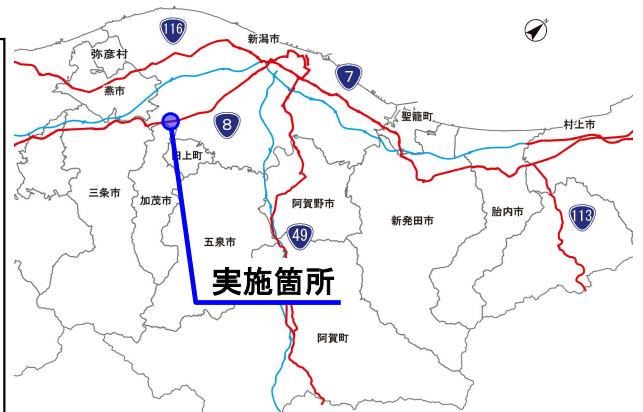 116
新潟市
弥彦村
7
燕市
聖籠町
8
村上市
田上町
三条市
加茂市
阿賀野市
新発田市
胎内市
113
五泉市
49
実施箇所
阿賀町